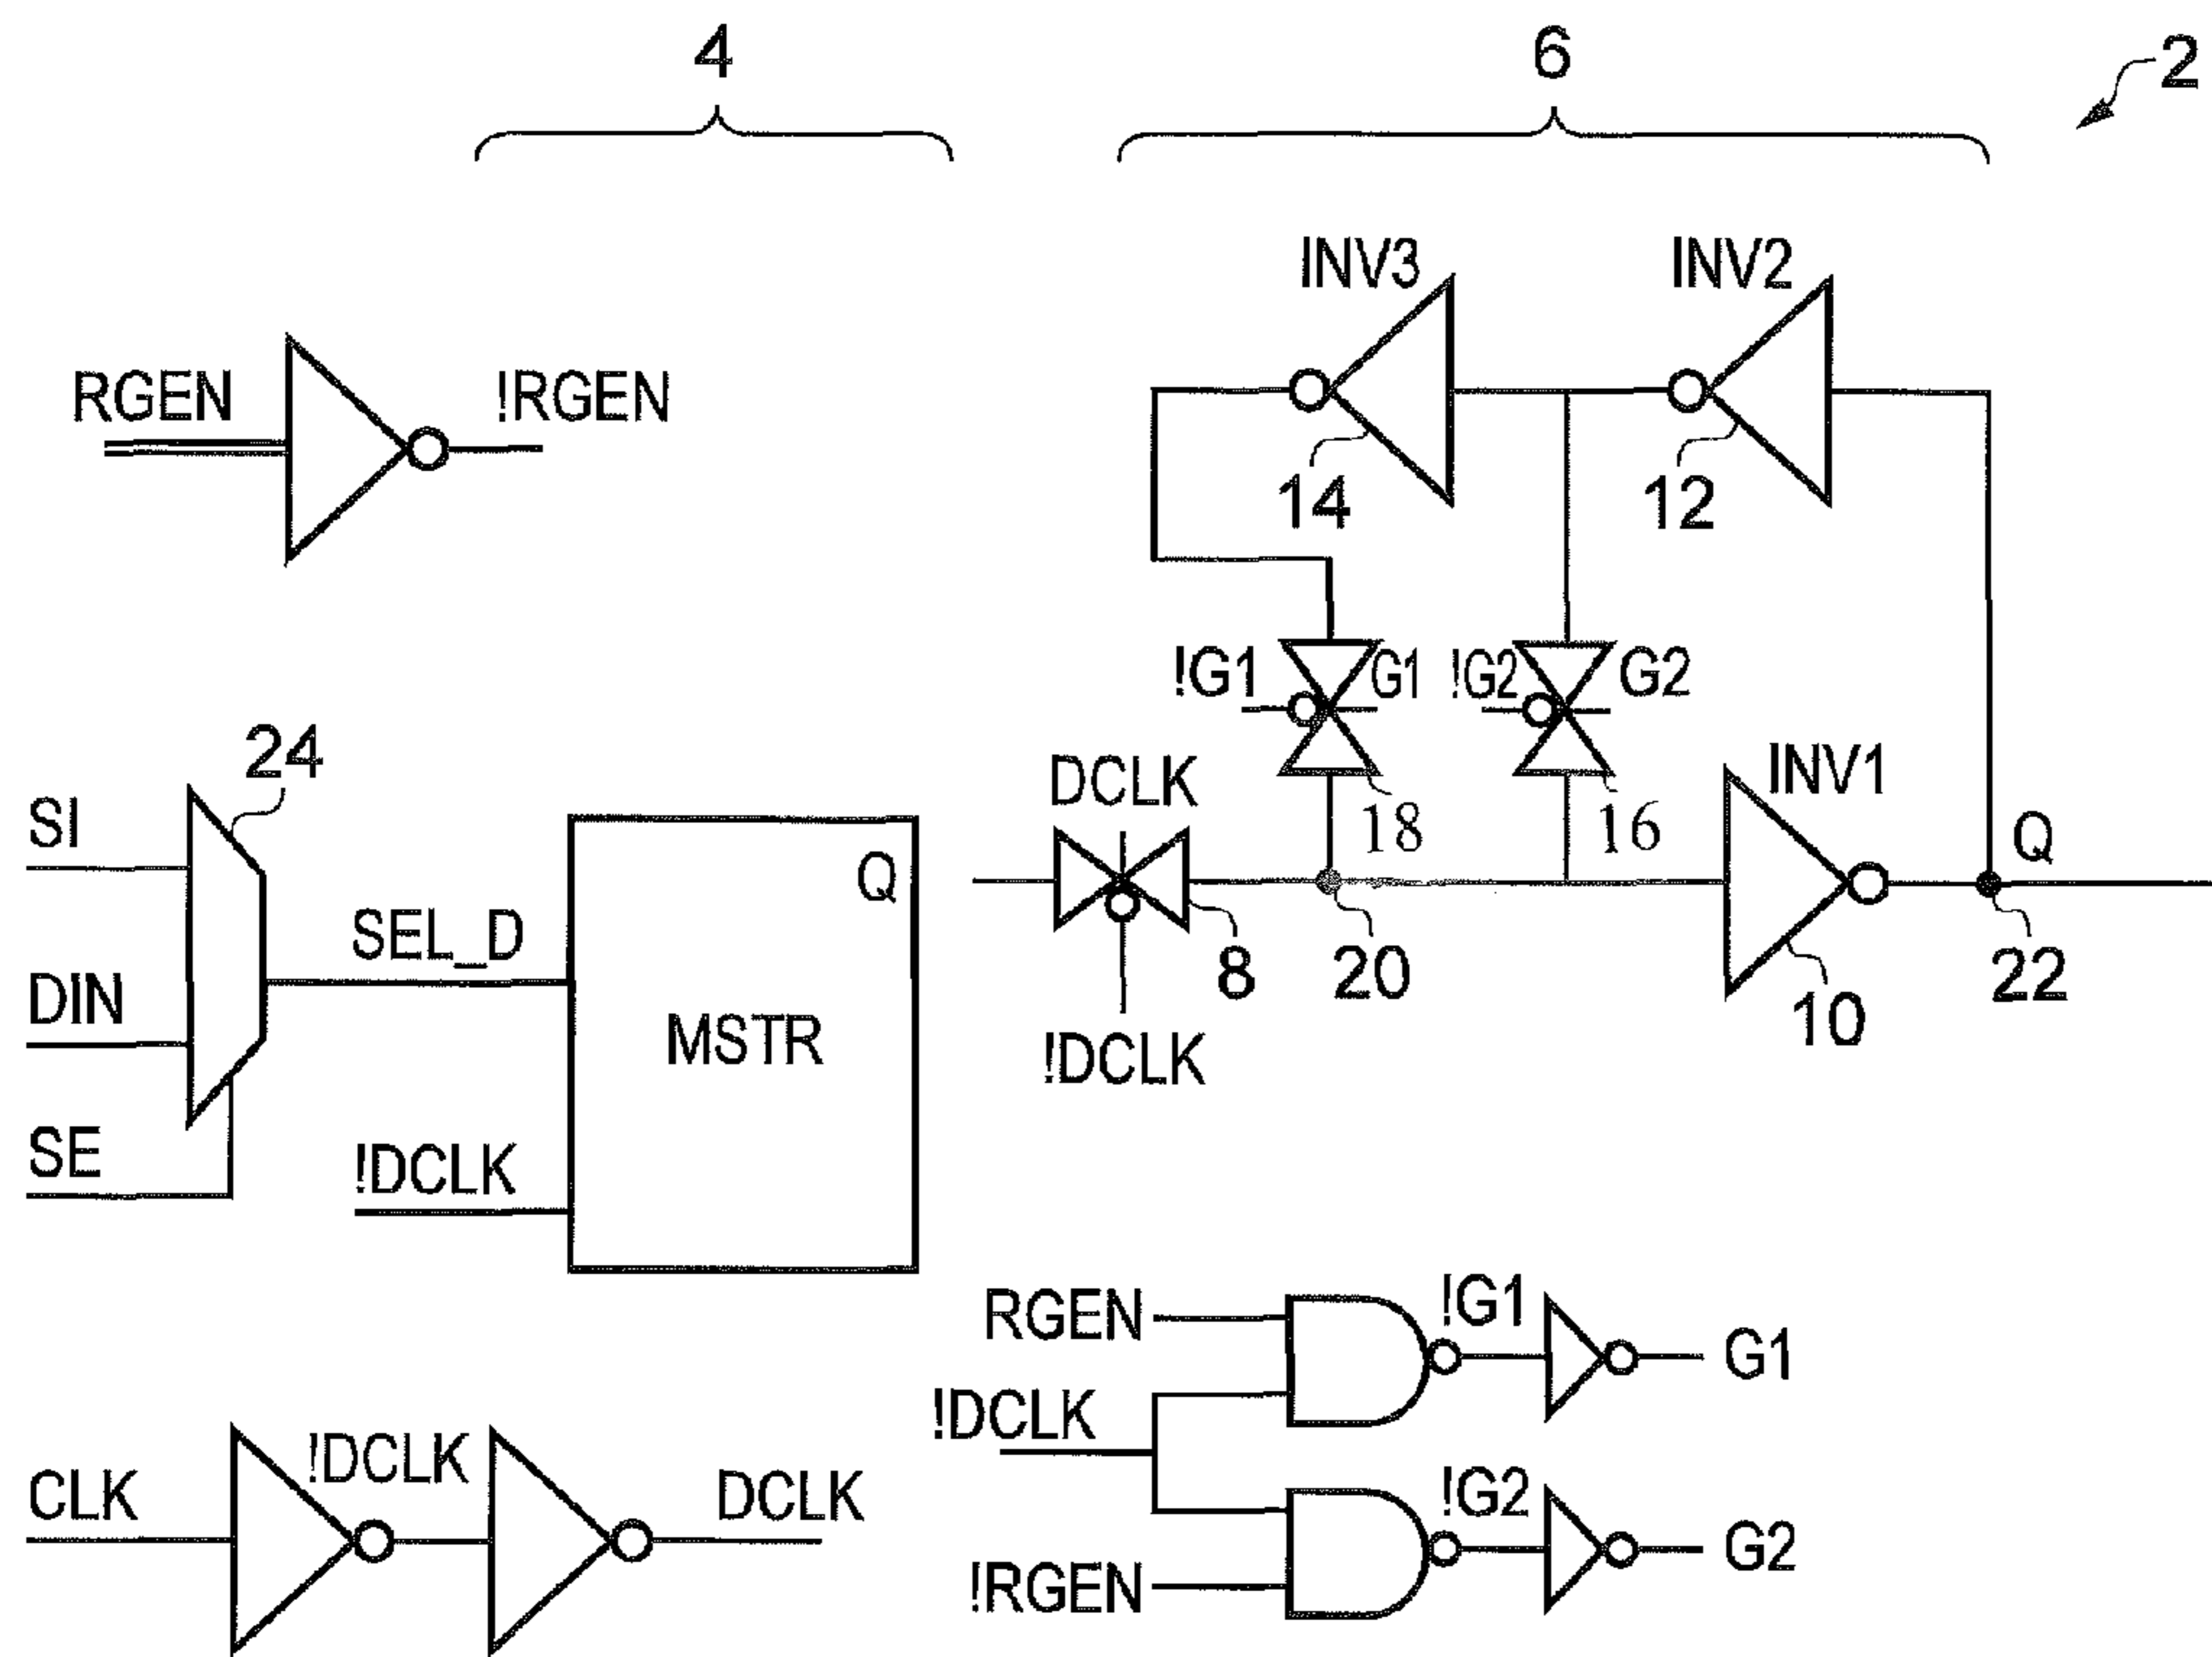 4
6
2
INV3
INV2
RGEN
!RGEN
14
12
!G1
G1
!G2
G2
24
DCLK
INV1
SI
18
16
Q
Q
SEL_D
DIN
8
20
22
MSTR
10
!DCLK
SE
!DCLK
RGEN
!G1
G1
!DCLK
!DCLK
CLK
DCLK
!G2
G2
!RGEN